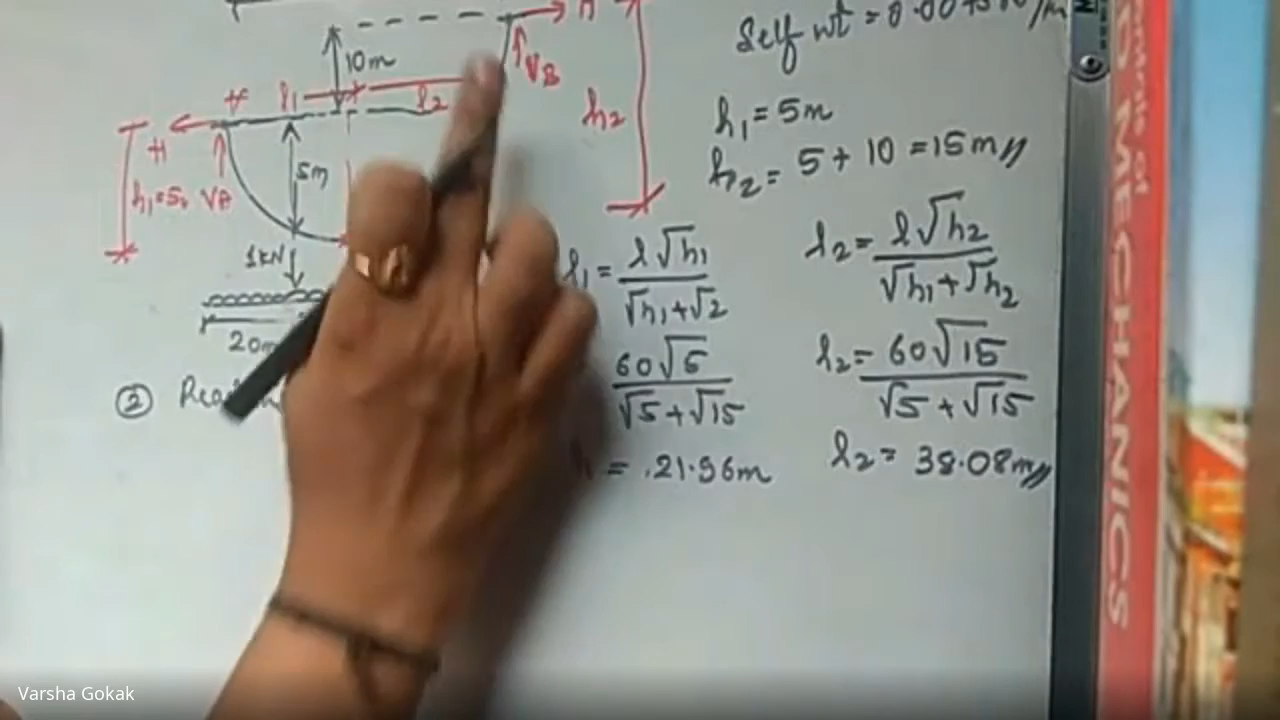 H
Self wt =
10m
VB
l1
l2
h2
h1 = 5m
H
h1=5
5m
h2 = 5 + 10 = 15m
1kN
l1 = l√h1 / √h1+√2
l2 = l√h2 / √h1+√h2
20m
60√5 / √5+√15
l2 = 60√15 / √5+√15
②
= .21.96m
l2 = 38.08m
MECHANICS
Varsha Gokak